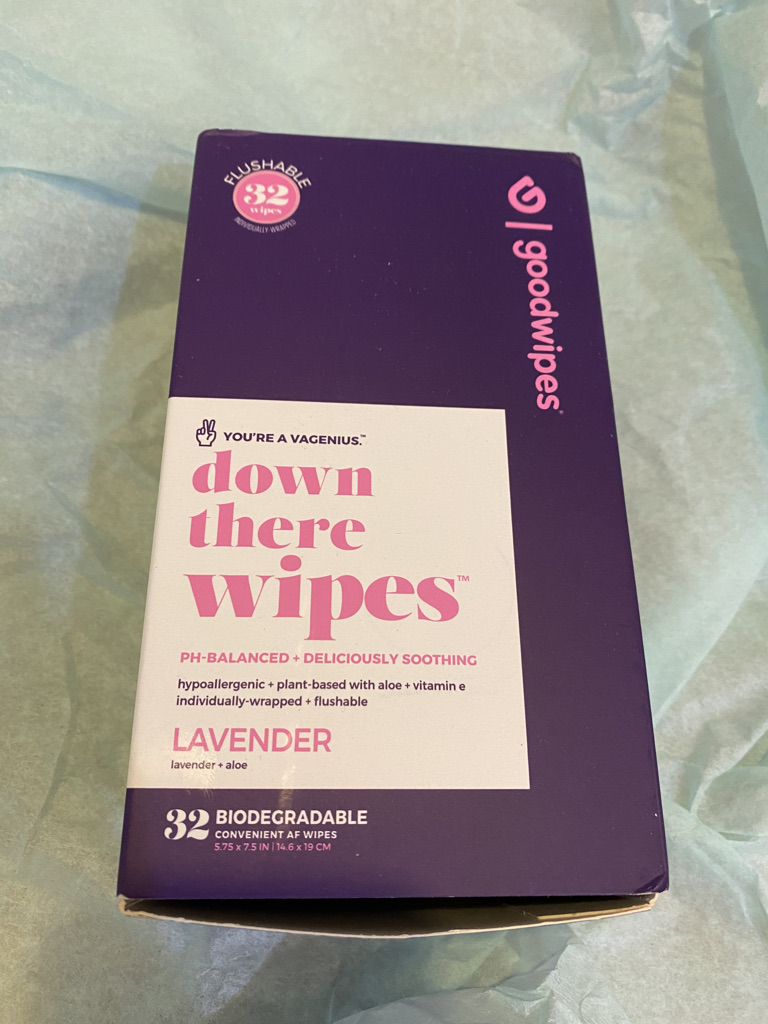 FLUSHABLE
32
wipes
INDIVIDUALLY-WRAPPED
goodwipes®
YOU'RE A VAGENIUS.™
down
there
wipes™
PH-BALANCED + DELICIOUSLY SOOTHING
hypoallergenic + plant-based with aloe + vitamin e
individually-wrapped + flushable
LAVENDER
lavender + aloe
32 BIODEGRADABLE
CONVENIENT AF WIPES
5.75 x 7.5 IN | 14.6 x 19 CM